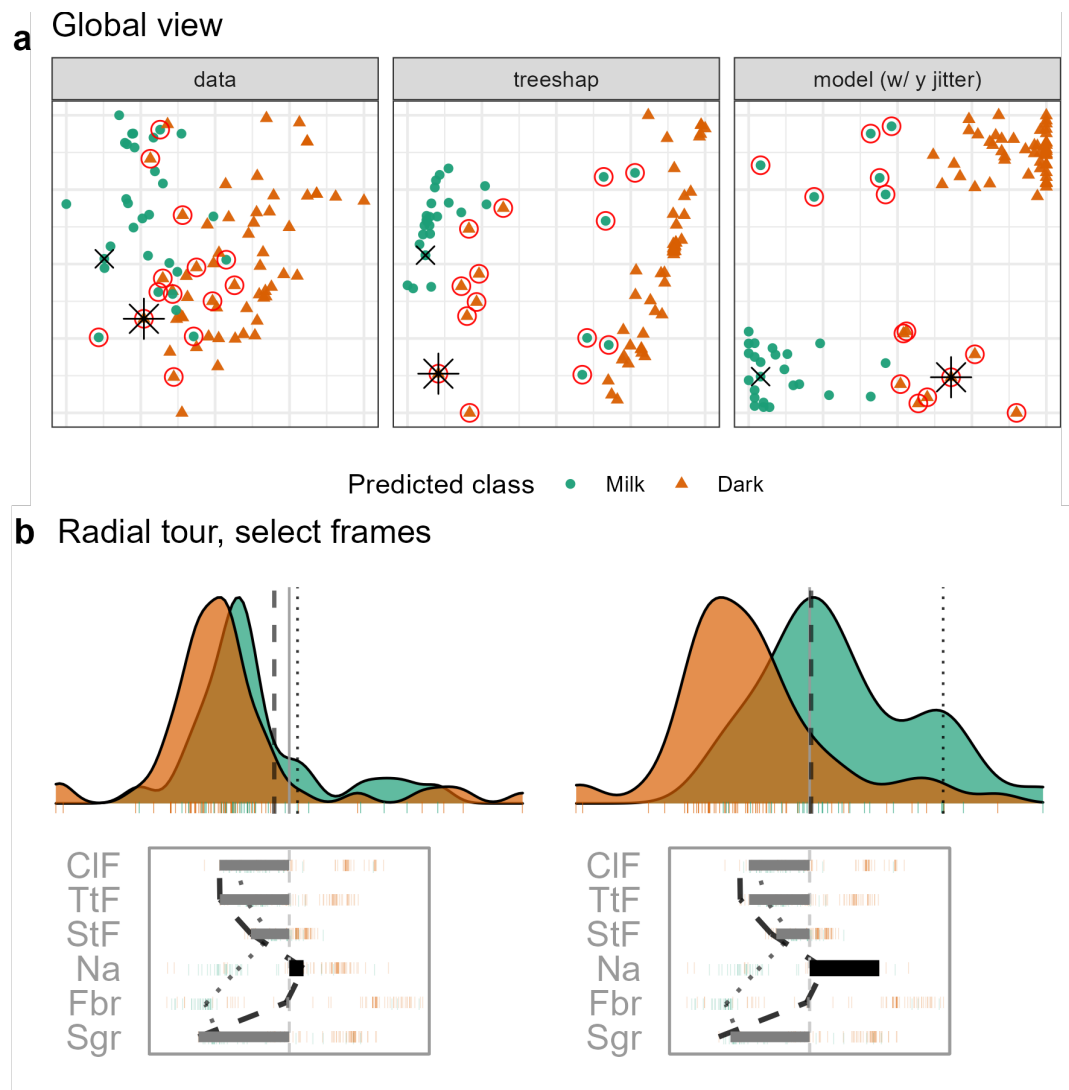 a Global view
data treeshap model (w/ y jitter)
Predicted class Milk Dark
b Radial tour, select frames
ClF ClF
TtF TtF
StF StF
Na Na
Fbr Fbr
Sgr Sgr